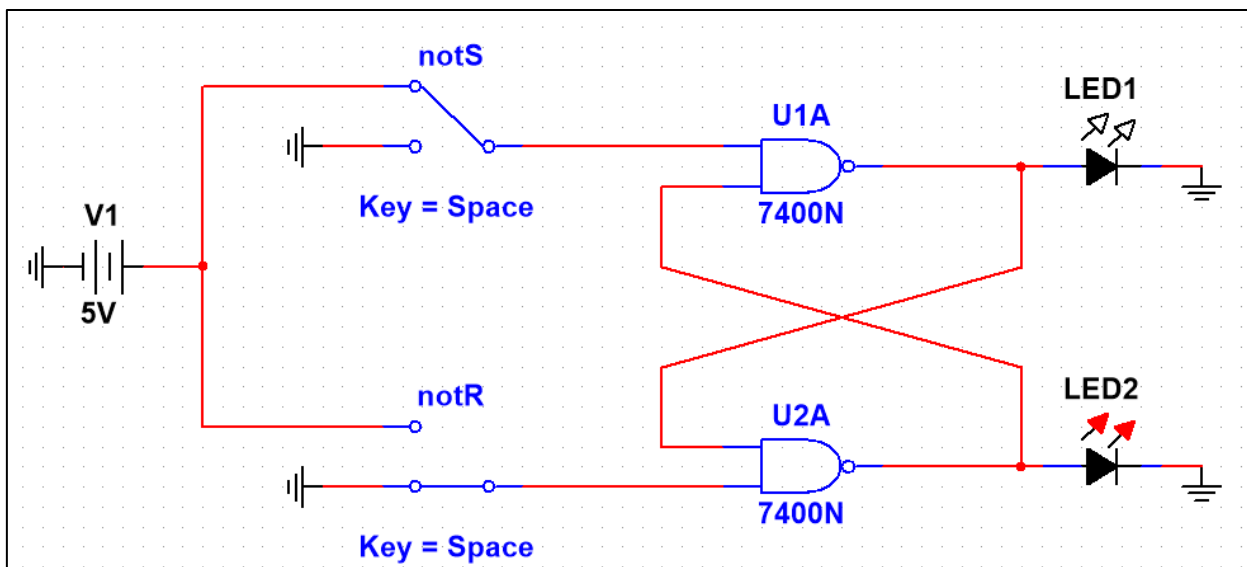 notS
LED1
U1A
Key = Space
7400N
V1
5V
notR
LED2
U2A
7400N
Key = Space